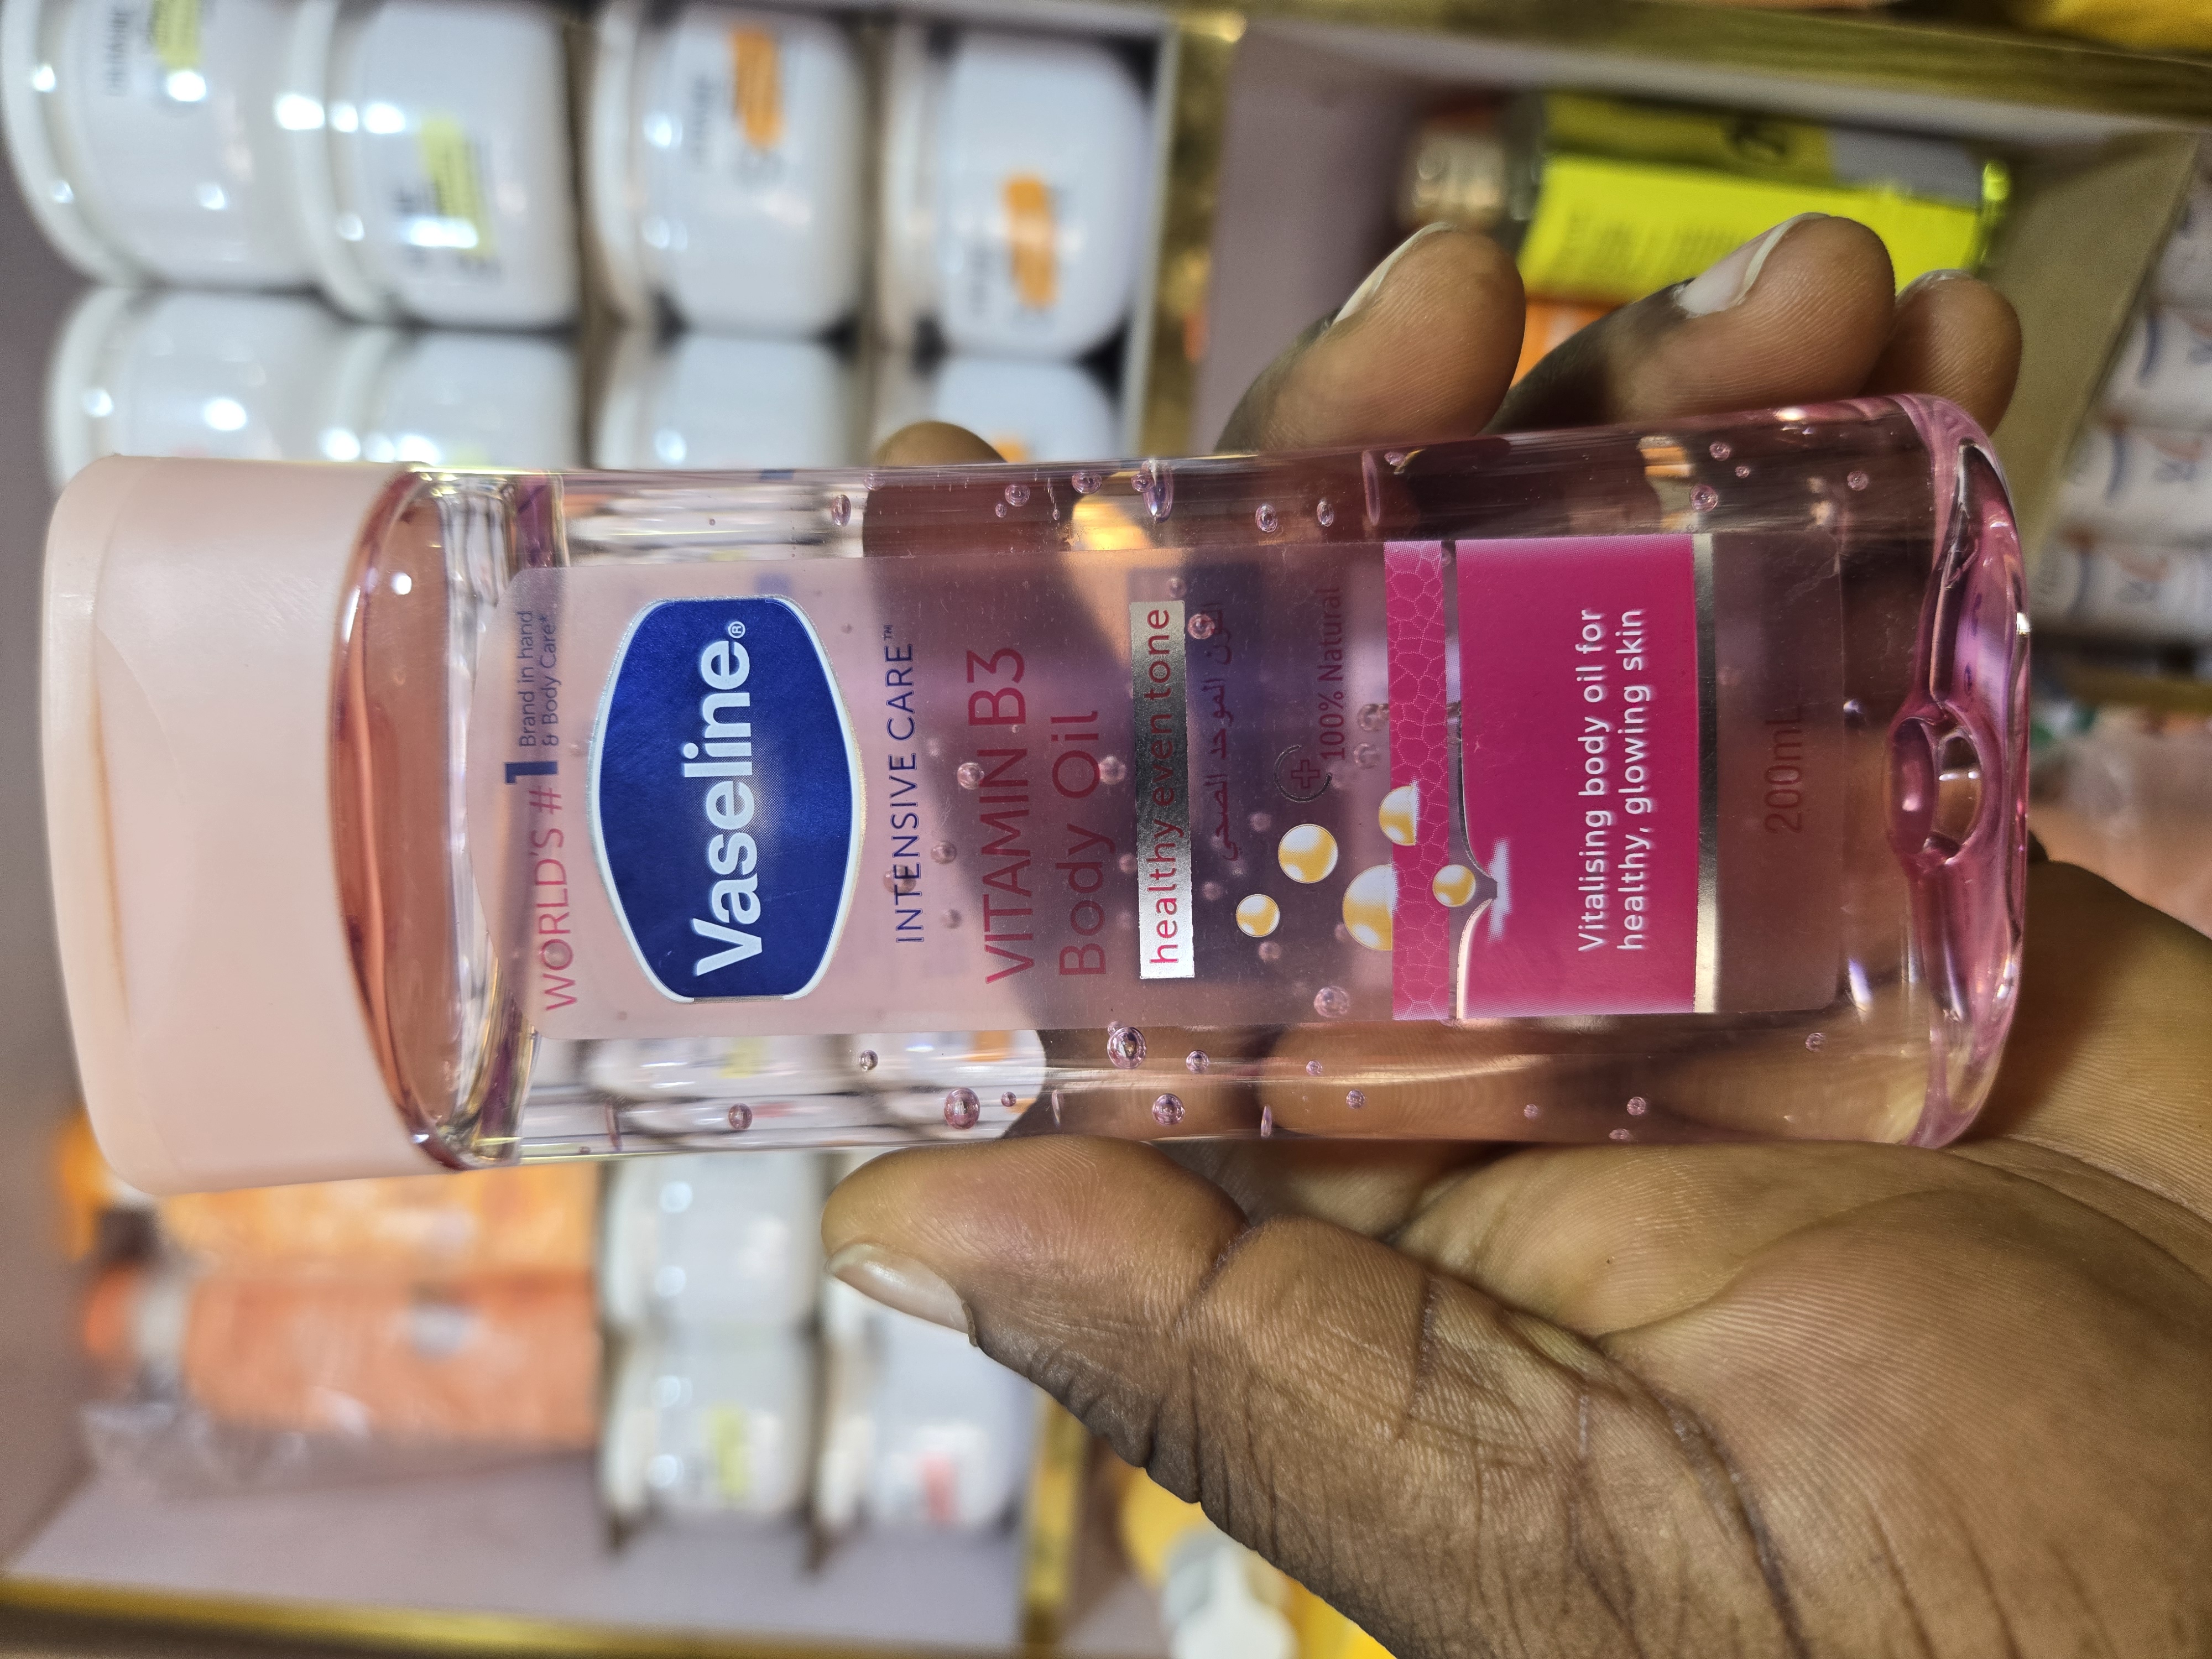 WORLD'S #1 Brand in hand
& Body Care*
Vaseline®
INTENSIVE CARE™
VITAMIN B3
Body Oil
healthy even tone
اللون الموحد الصحي
100% Natural
Vitalising body oil for
healthy, glowing skin
200mL